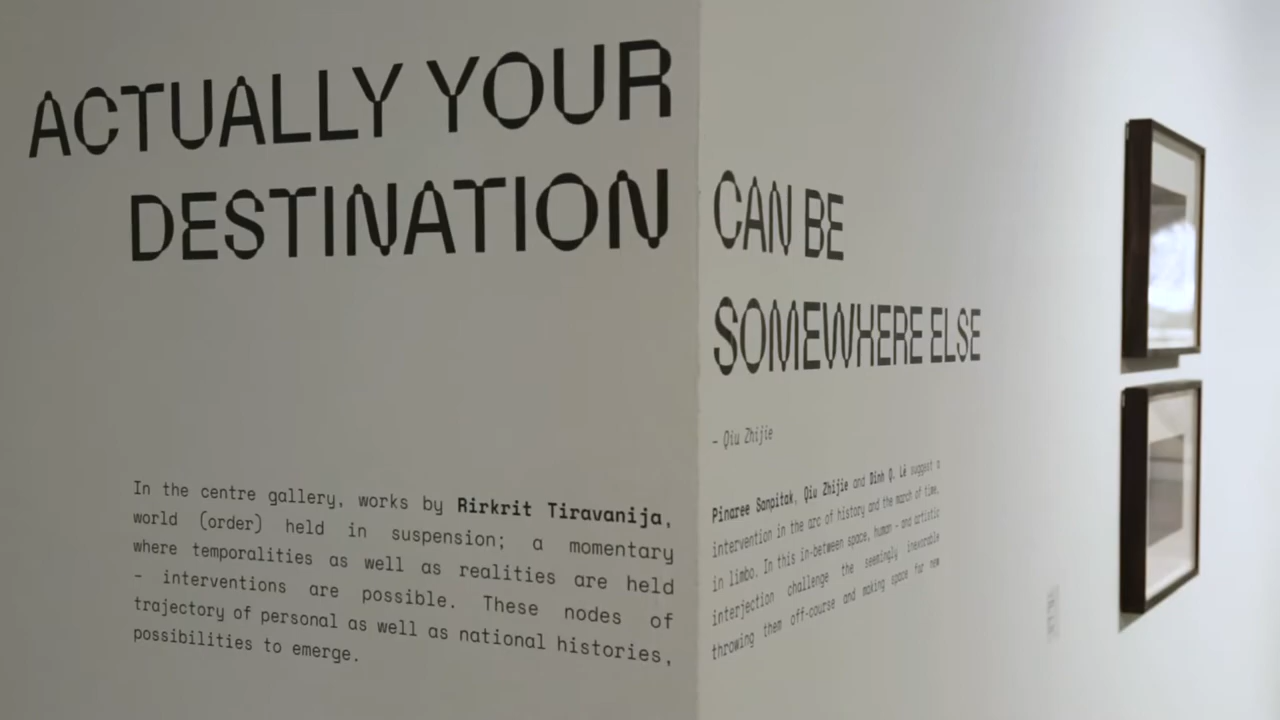 ACTUALLY YOUR
DESTINATION CAN BE
SOMEWHERE ELSE
– Qiu Zhijie
In the centre gallery, works by Rirkrit Tiravanija, Pinaree Sanpitak, Qiu Zhijie and Dinh Q. Lê suggest a
world (order) held in suspension; a momentary intervention in the arc of history and the march of time,
where temporalities as well as realities are held in limbo. In this in-between space, human – and artistic
– interventions are possible. These nodes of interjection challenge the seemingly inexorable
trajectory of personal as well as national histories, throwing them off-course and making space for new
possibilities to emerge.